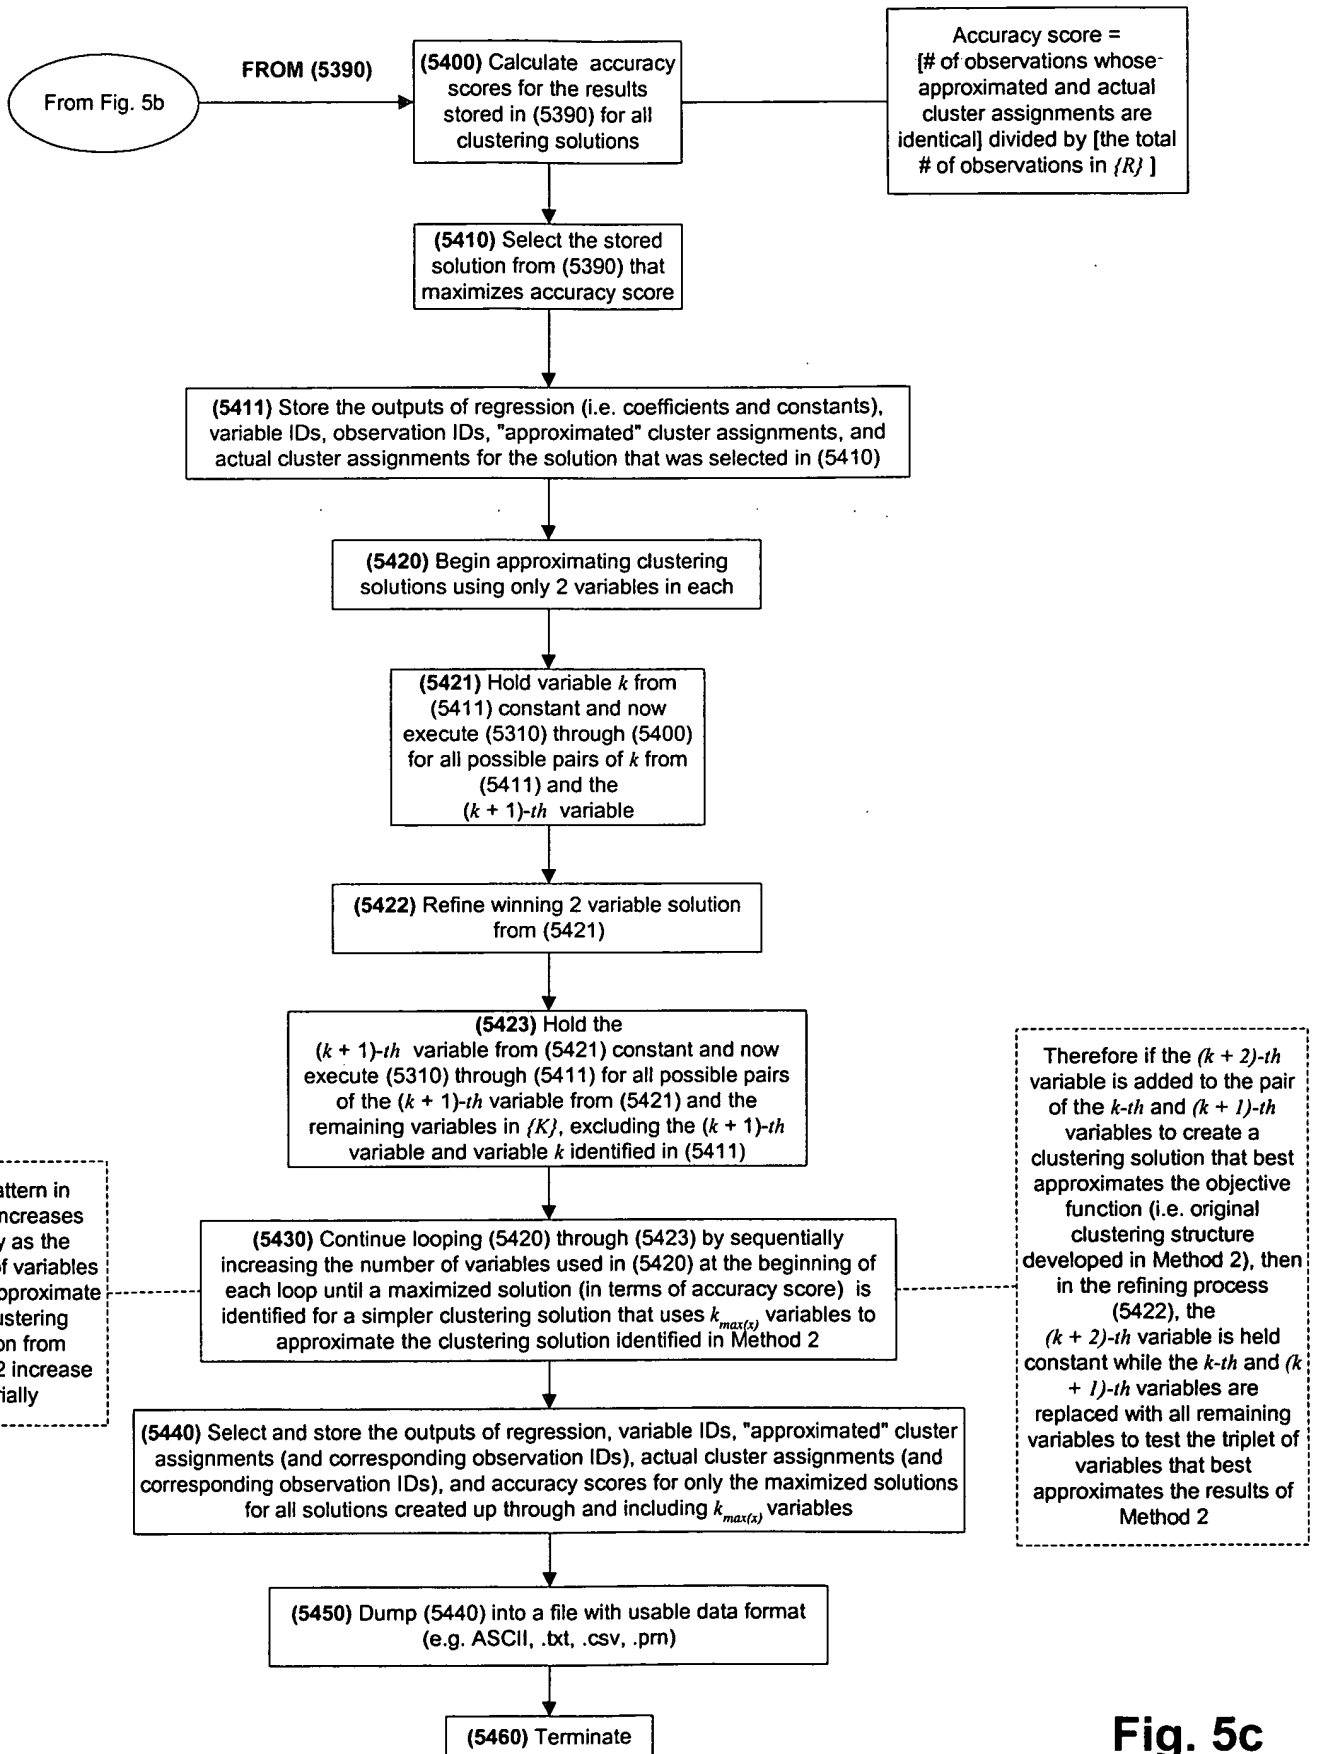 From Fig. 5b
FROM (5390)
(5400) Calculate accuracy
scores for the results
stored in (5390) for all
clustering solutions
Accuracy score =
[# of observations whose
approximated and actual
cluster assignments are
identical] divided by [the total
# of observations in {R} ]
(5410) Select the stored
solution from (5390) that
maximizes accuracy score
(5411) Store the outputs of regression (i.e. coefficients and constants),
variable IDs, observation IDs, "approximated" cluster assignments, and
actual cluster assignments for the solution that was selected in (5410)
(5420) Begin approximating clustering
solutions using only 2 variables in each
(5421) Hold variable k from
(5411) constant and now
execute (5310) through (5400)
for all possible pairs of k from
(5411) and the
(k + 1)-th variable
(5422) Refine winning 2 variable solution
from (5421)
(5423) Hold the
(k + 1)-th variable from (5421) constant and now
execute (5310) through (5411) for all possible pairs
of the (k + 1)-th variable from (5421) and the
remaining variables in {K}, excluding the (k + 1)-th
variable and variable k identified in (5411)
Therefore if the (k + 2)-th
variable is added to the pair
of the k-th and (k + 1)-th
variables to create a
clustering solution that best
approximates the objective
function (i.e. original
clustering structure
developed in Method 2), then
in the refining process
(5422), the
(k + 2)-th variable is held
constant while the k-th and (k
+ 1)-th variables are
replaced with all remaining
variables to test the triplet of
variables that best
approximates the results of
Method 2
attern in
ncreases
y as the
of variables
pproximate
ustering
on from
2 increase
tially
(5430) Continue looping (5420) through (5423) by sequentially
increasing the number of variables used in (5420) at the beginning of
each loop until a maximized solution (in terms of accuracy score) is
identified for a simpler clustering solution that uses kmax(x) variables to
approximate the clustering solution identified in Method 2
(5440) Select and store the outputs of regression, variable IDs, "approximated" cluster
assignments (and corresponding observation IDs), actual cluster assignments (and
corresponding observation IDs), and accuracy scores for only the maximized solutions
for all solutions created up through and including kmax(x) variables
(5450) Dump (5440) into a file with usable data format
(e.g. ASCII, .txt, .csv, .prn)
(5460) Terminate
Fig. 5c